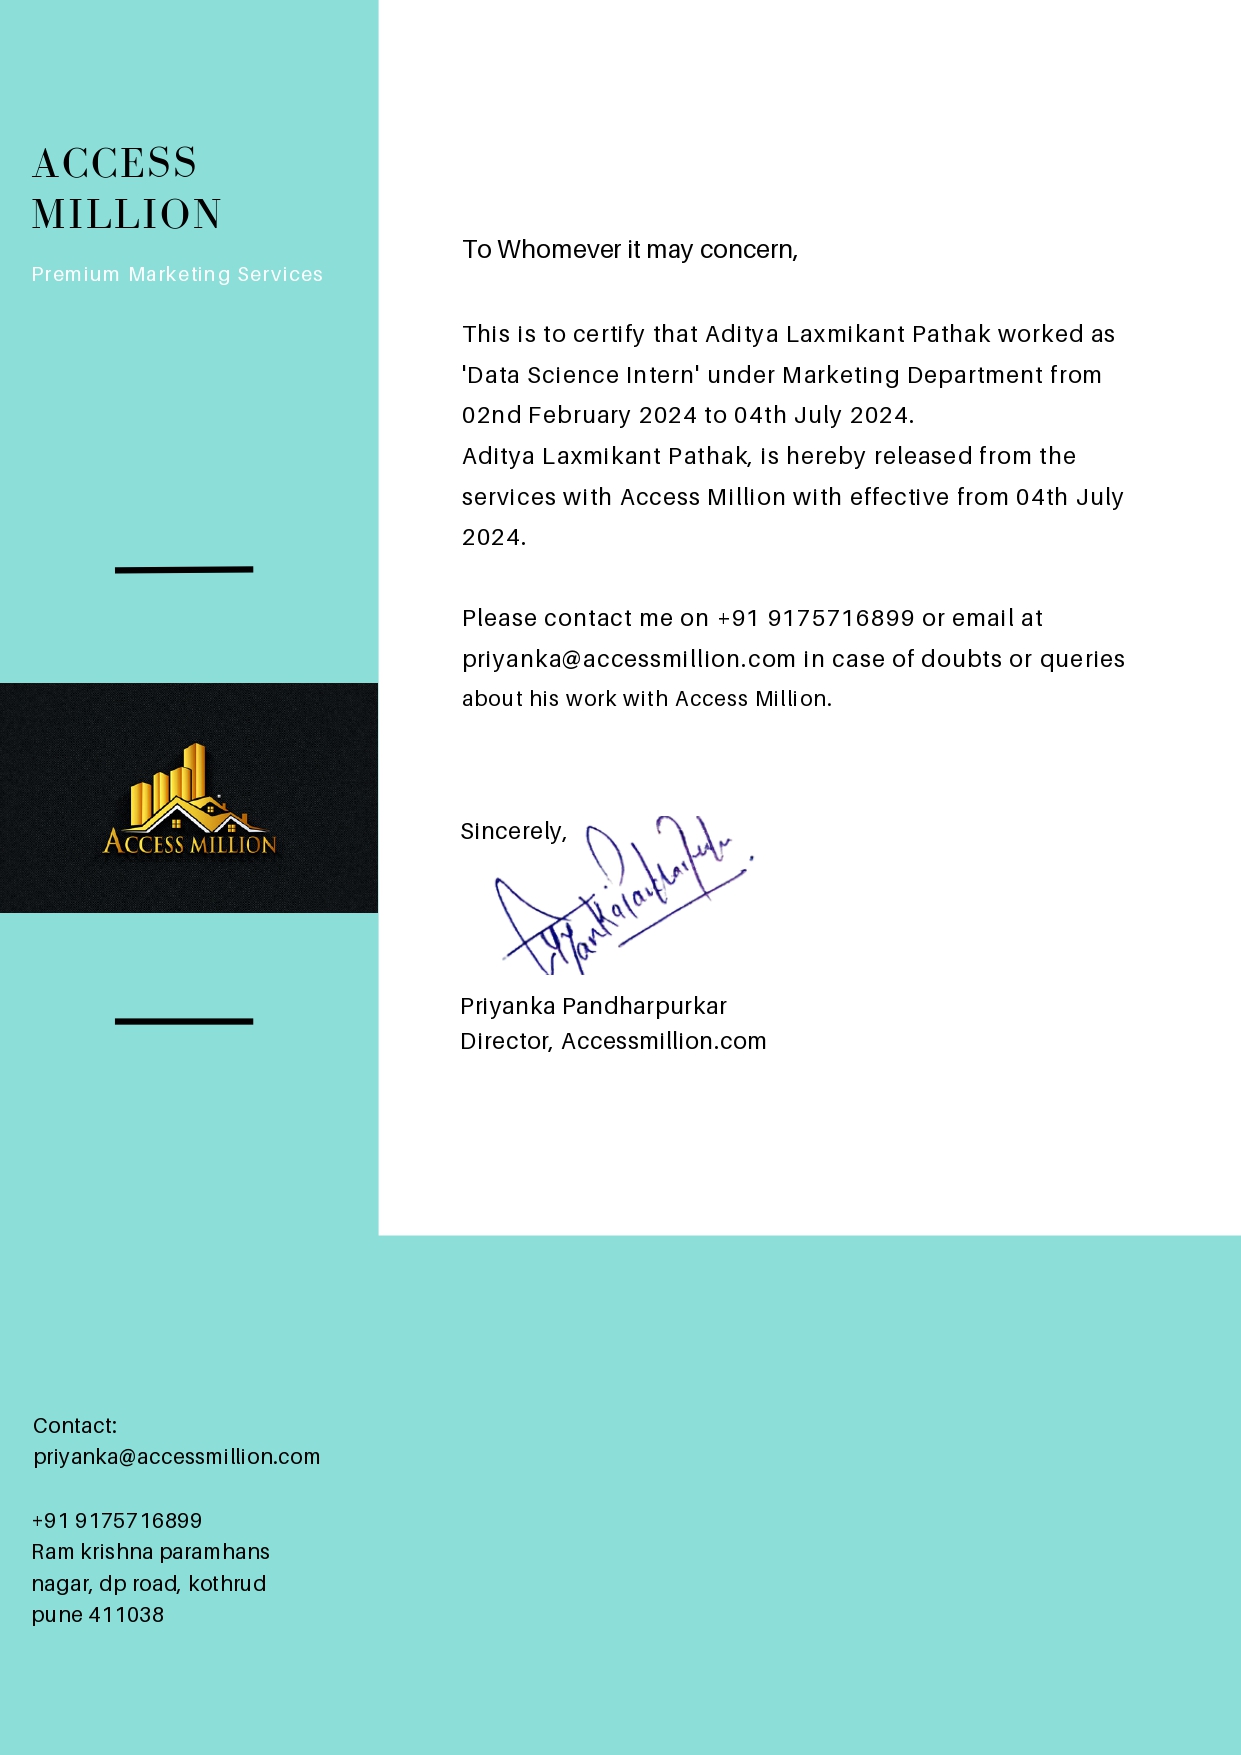 ACCESS
MILLION
Premium Marketing Services
To Whomever it may concern,
This is to certify that Aditya Laxmikant Pathak worked as
'Data Science Intern' under Marketing Department from
02nd February 2024 to 04th July 2024.
Aditya Laxmikant Pathak, is hereby released from the
services with Access Million with effective from 04th July
2024.
Please contact me on +91 9175716899 or email at
priyanka@accessmillion.com in case of doubts or queries
about his work with Access Million.
ACCESS MILLION
Sincerely,
Priyanka Pandharpurkar
Priyanka Pandharpurkar
Director, Accessmillion.com
Contact:
priyanka@accessmillion.com
+91 9175716899
Ram krishna paramhans
nagar, dp road, kothrud
pune 411038